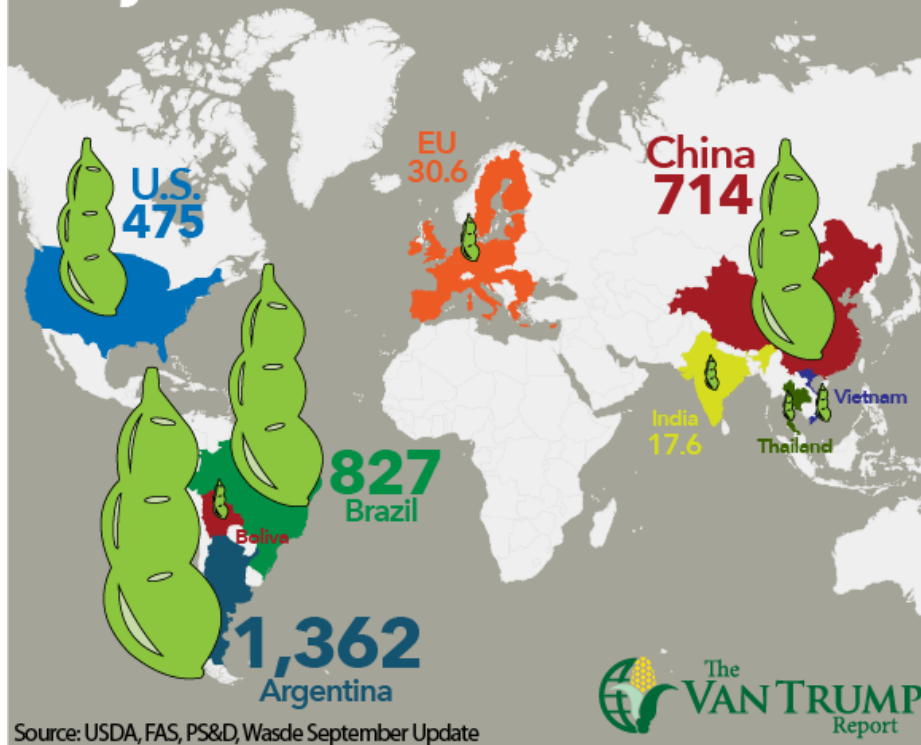 U.S.
475
EU
30.6
China
714
India
17.6
Vietnam
Thailand
827
Brazil
Boliva
1,362
Argentina
The
VAN TRUMP
Report
Source: USDA, FAS, PS&D, Wasde September Update